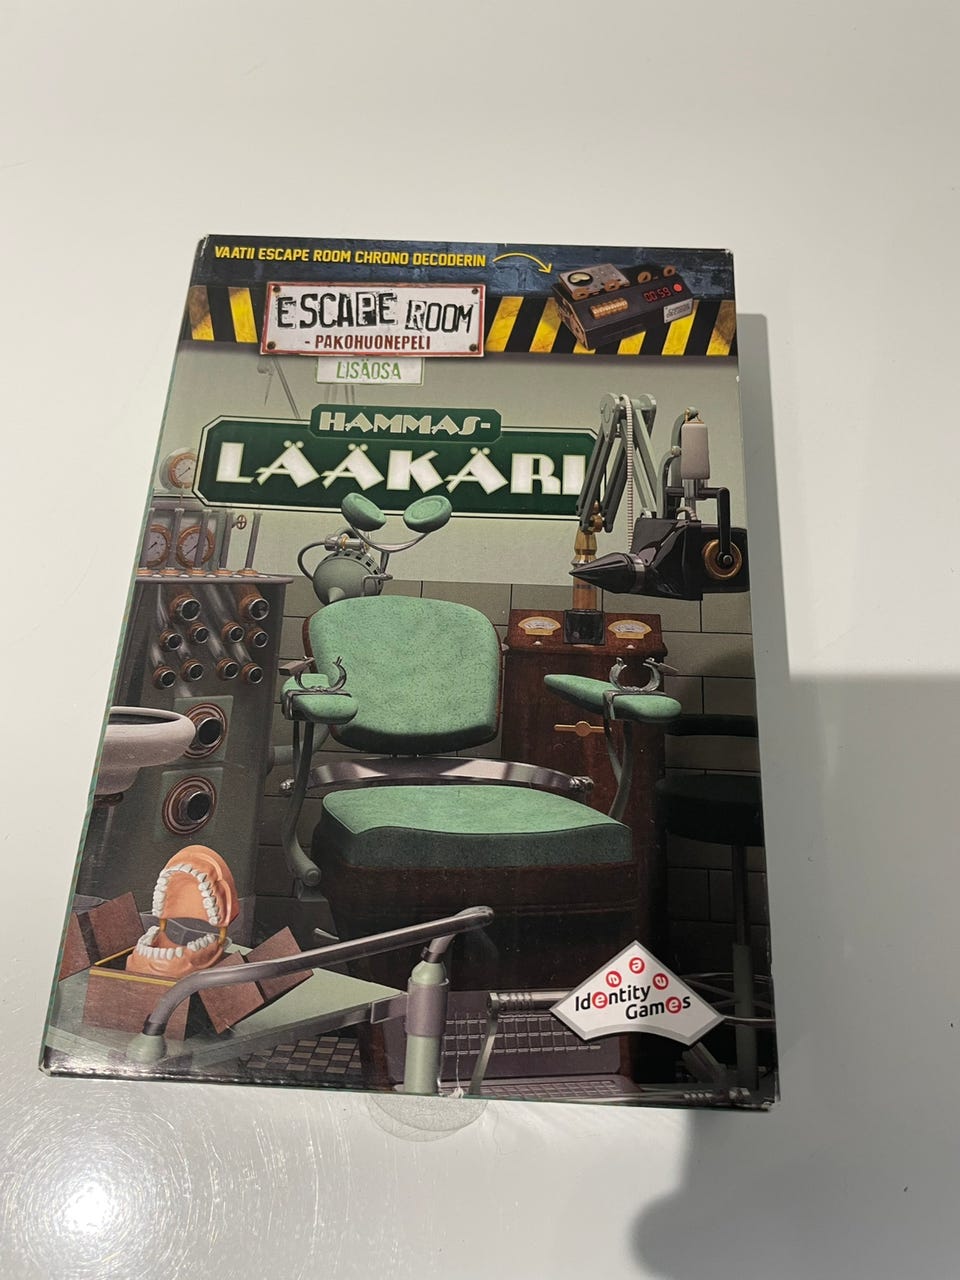 VAATII ESCAPE ROOM CHRONO DECODERIN
00:59
ESCAPE ROOM
- PAKOHUONEPELI
LISÄOSA
HAMMAS-
LÄÄKÄRI
Identity
Games